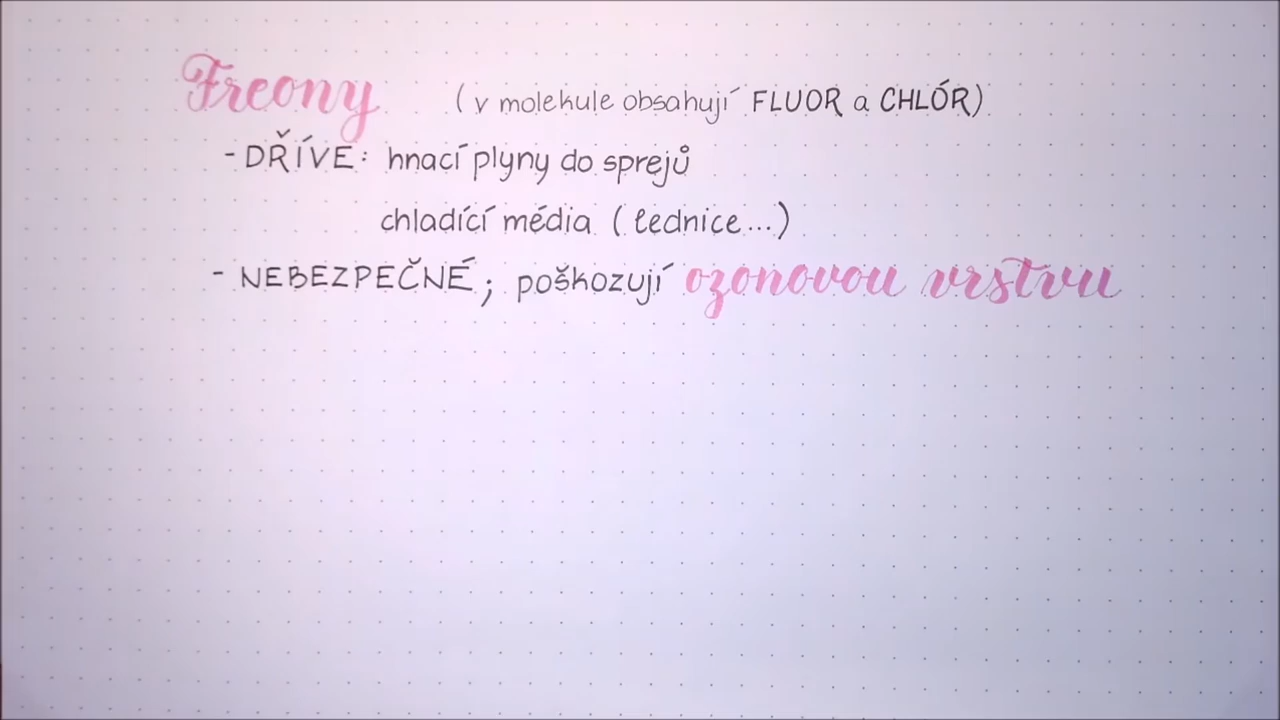 Freony (v molekule obsahují FLUOR a CHLÓR)
- DŘÍVE: hnací plyny do sprejů
chladící média (lednice...)
- NEBEZPEČNÉ; poškozují ozonovou vrstvu